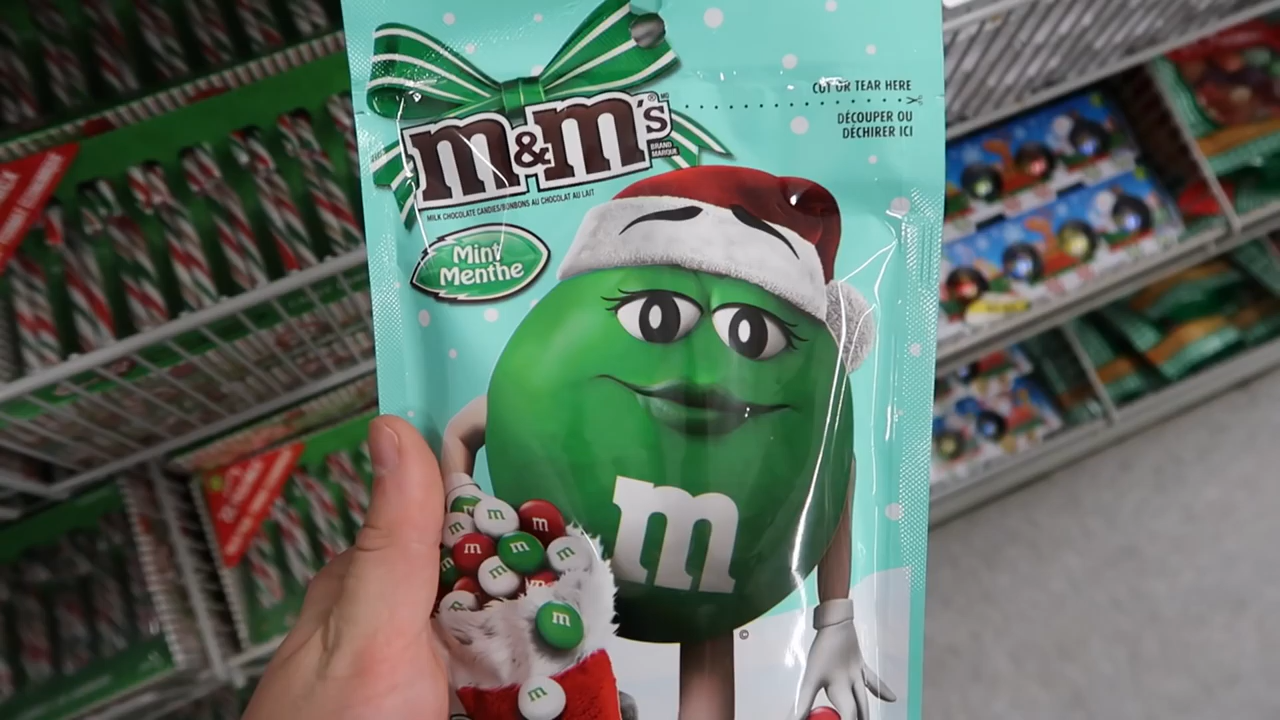 CUT OR TEAR HERE
DÉCOUPER OU
DÉCHIRER ICI
m&m's®
MC
BRAND
MARQUE
MILK CHOCOLATE CANDIES/BONBONS AU CHOCOLAT AU LAIT
Mint
Menthe
m
m
m
m
m
m
m
m
m
©